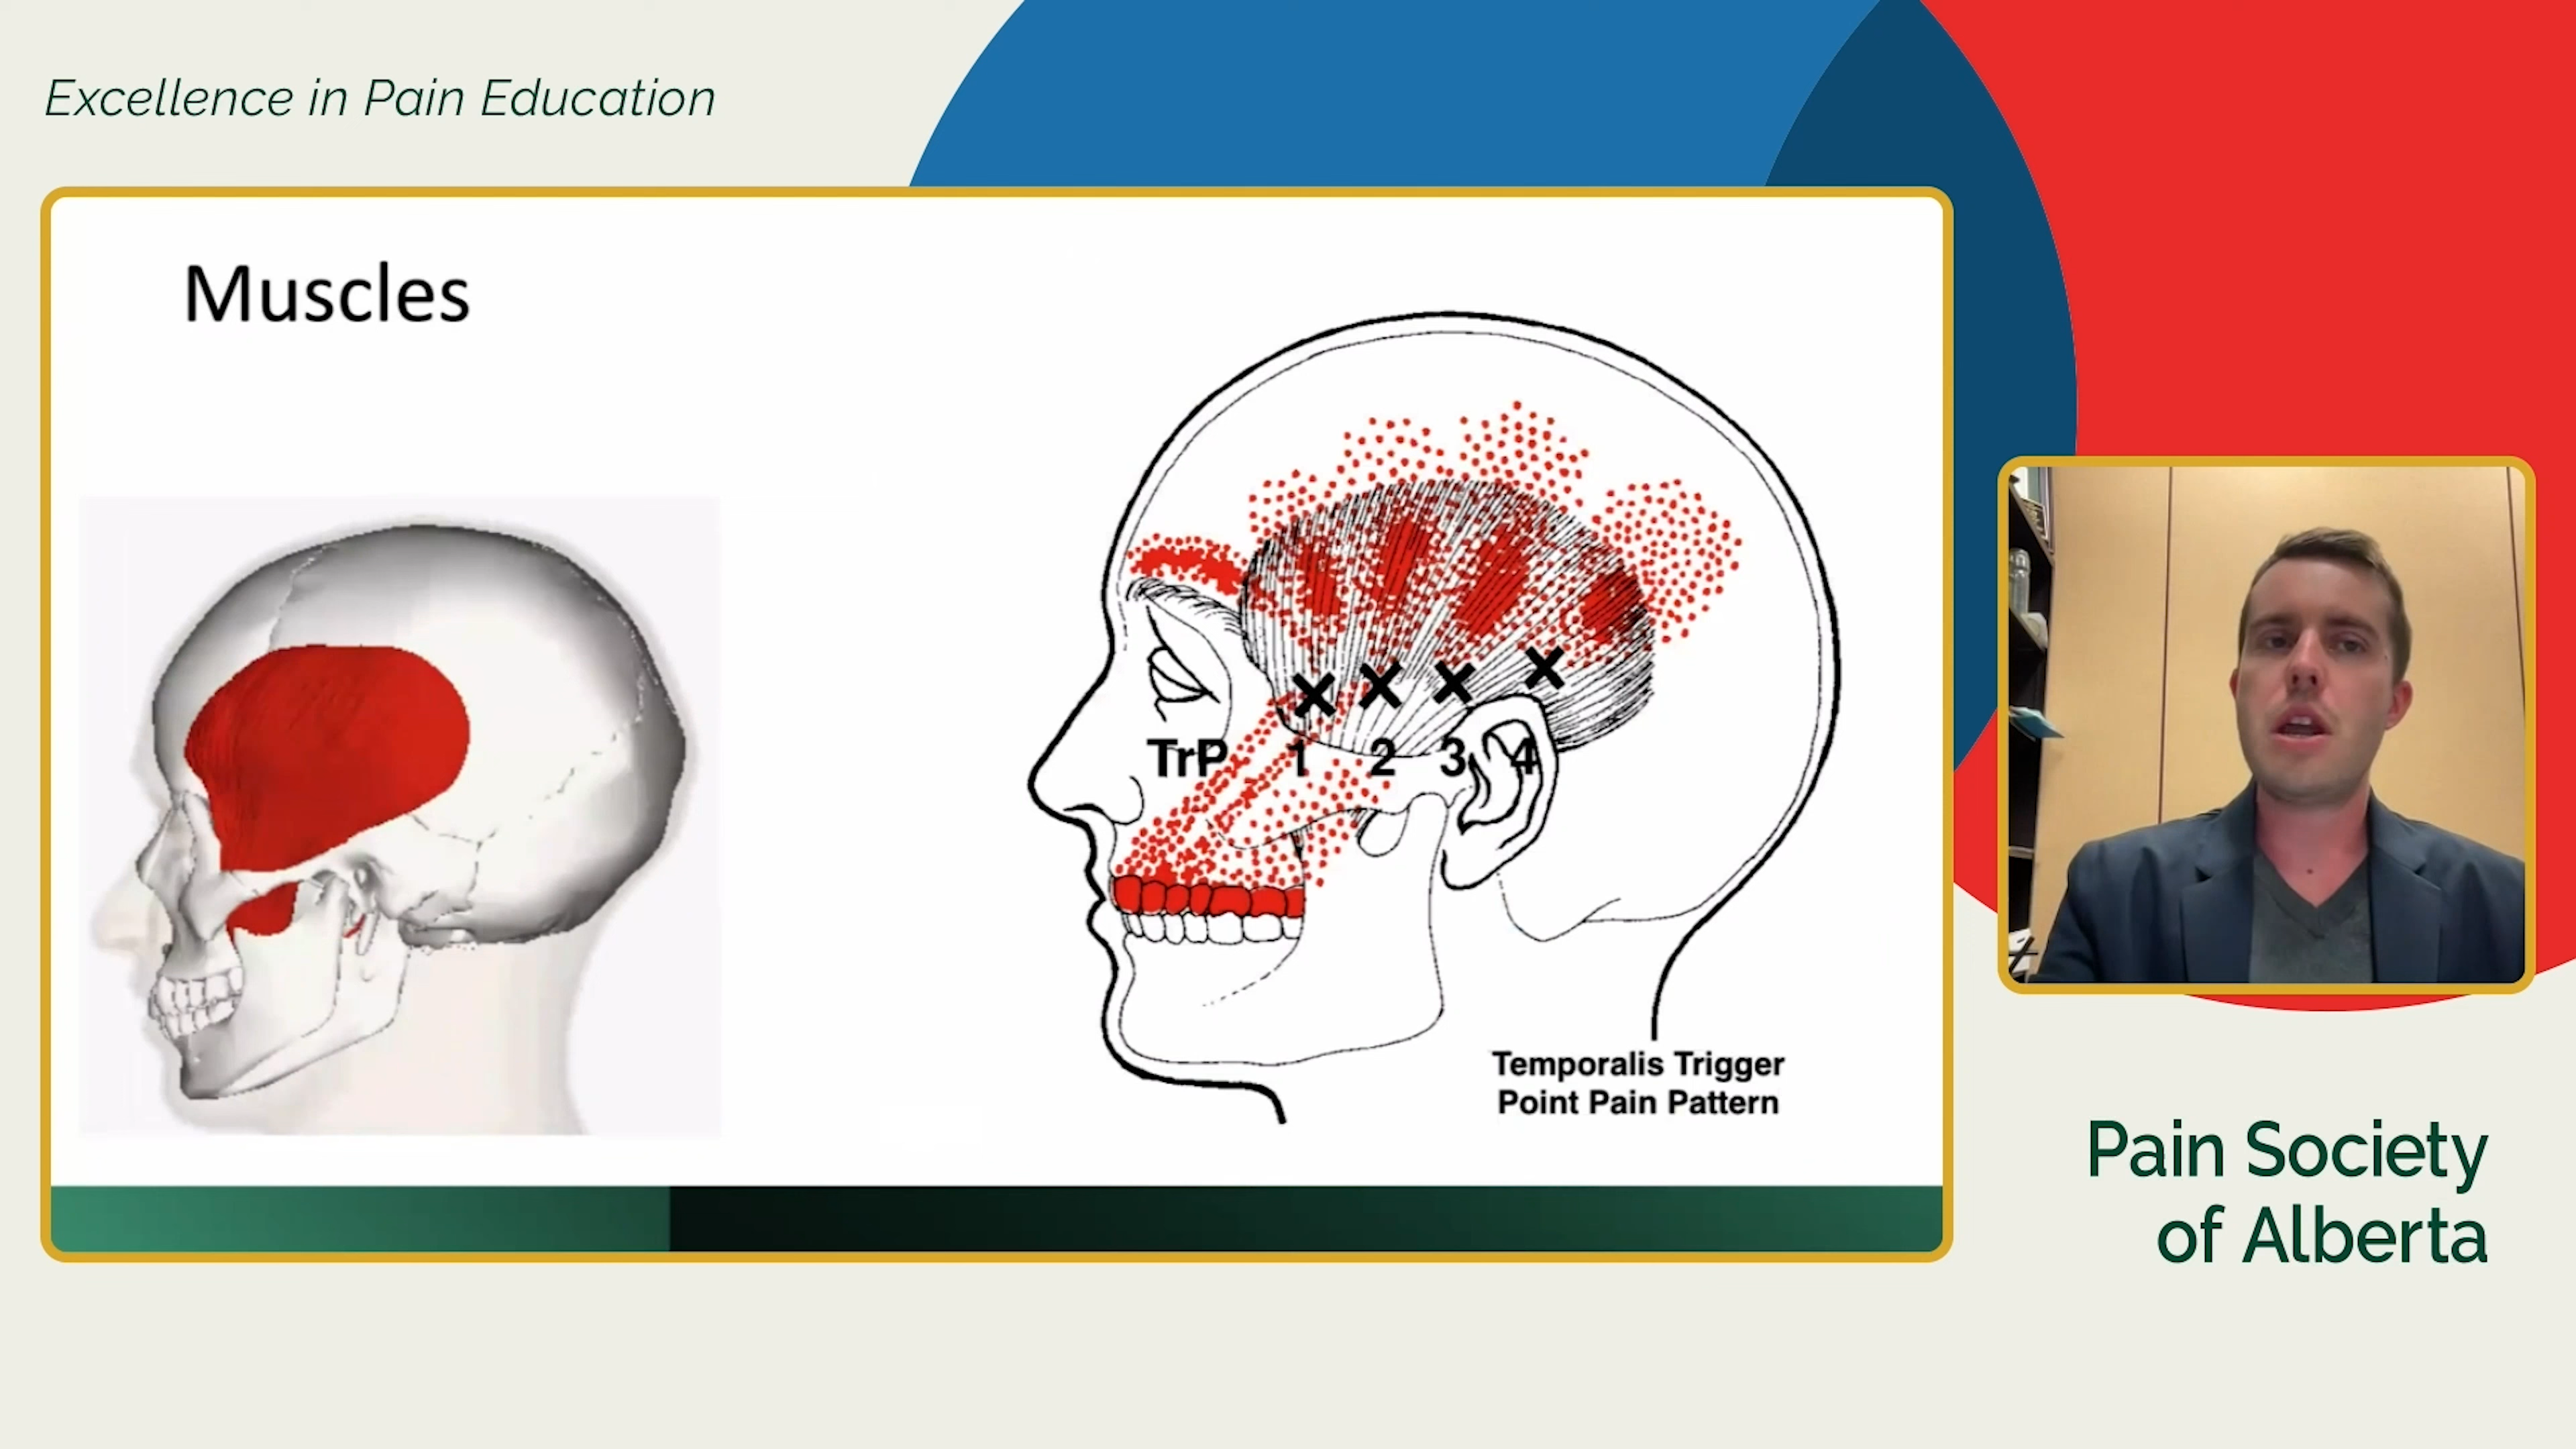 Excellence in Pain Education
Muscles
TrP 1 2 3 4
Temporalis Trigger
Point Pain Pattern
Pain Society
of Alberta